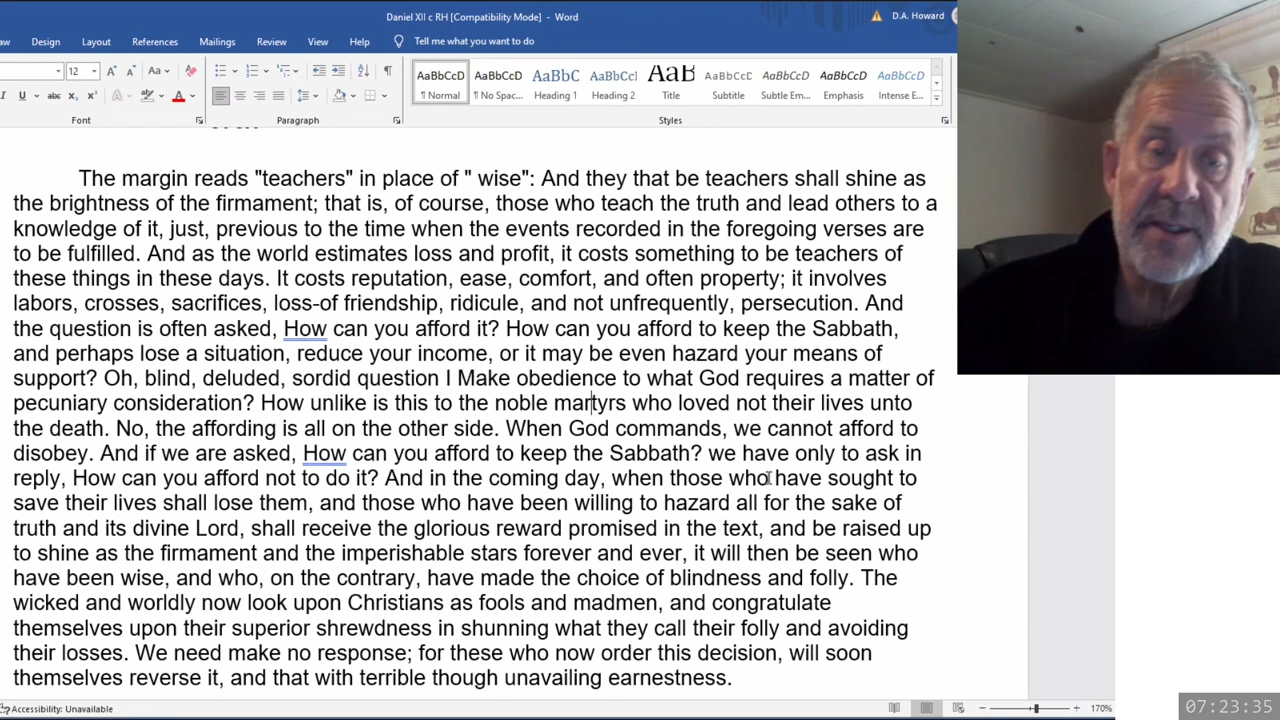 Daniel XII c RH [Compatibility Mode] - Word
D.A. Howard
aw Design Layout References Mailings Review View Help Tell me what you want to do
12 Aa
U abc x₂ x² A
AaBbCcD AaBbCcD AaBbC AaBbCcI AaB AaBbCcD AaBbCcD AaBbCcD AaBbCcD
¶ Normal ¶ No Spac... Heading 1 Heading 2 Title Subtitle Subtle Em... Emphasis Intense E...
Font Paragraph Styles
The margin reads "teachers" in place of " wise": And they that be teachers shall shine as
the brightness of the firmament; that is, of course, those who teach the truth and lead others to a
knowledge of it, just, previous to the time when the events recorded in the foregoing verses are
to be fulfilled. And as the world estimates loss and profit, it costs something to be teachers of
these things in these days. It costs reputation, ease, comfort, and often property; it involves
labors, crosses, sacrifices, loss-of friendship, ridicule, and not unfrequently, persecution. And
the question is often asked, How can you afford it? How can you afford to keep the Sabbath,
and perhaps lose a situation, reduce your income, or it may be even hazard your means of
support? Oh, blind, deluded, sordid question I Make obedience to what God requires a matter of
pecuniary consideration? How unlike is this to the noble martyrs who loved not their lives unto
the death. No, the affording is all on the other side. When God commands, we cannot afford to
disobey. And if we are asked, How can you afford to keep the Sabbath? we have only to ask in
reply, How can you afford not to do it? And in the coming day, when those who have sought to
save their lives shall lose them, and those who have been willing to hazard all for the sake of
truth and its divine Lord, shall receive the glorious reward promised in the text, and be raised up
to shine as the firmament and the imperishable stars forever and ever, it will then be seen who
have been wise, and who, on the contrary, have made the choice of blindness and folly. The
wicked and worldly now look upon Christians as fools and madmen, and congratulate
themselves upon their superior shrewdness in shunning what they call their folly and avoiding
their losses. We need make no response; for these who now order this decision, will soon
themselves reverse it, and that with terrible though unavailing earnestness.
Accessibility: Unavailable
170%
07:23:35